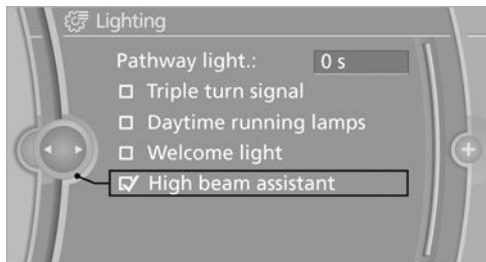 Lighting
Pathway light.: 0 s
Triple turn signal
Daytime running lamps
Welcome light
High beam assistant